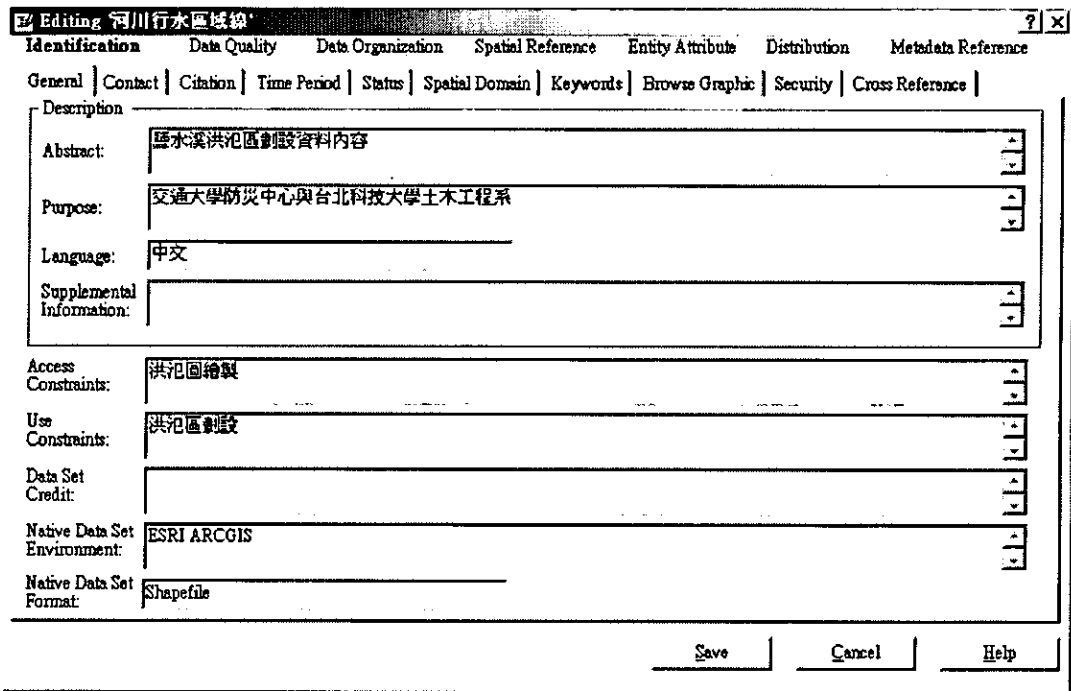 Editing '河川行水區域線'
? ×
Identification Data Quality Data Organization Spatial Reference Entity Attribute Distribution Metadata Reference
General Contact Citation Time Period Status Spatial Domain Keywords Browse Graphic Security Cross Reference
Description
Abstract: 鹽水溪洪氾區劃設資料內容
Purpose: 交通大學防災中心與台北科技大學土木工程系
Language: 中文
Supplemental
Information:
Access
Constraints: 洪氾圖繪製
Use
Constraints: 洪氾區劃設
Data Set
Credit:
Native Data Set
Environment: ESRI ARCGIS
Native Data Set
Format: Shapefile
Save Cancel Help